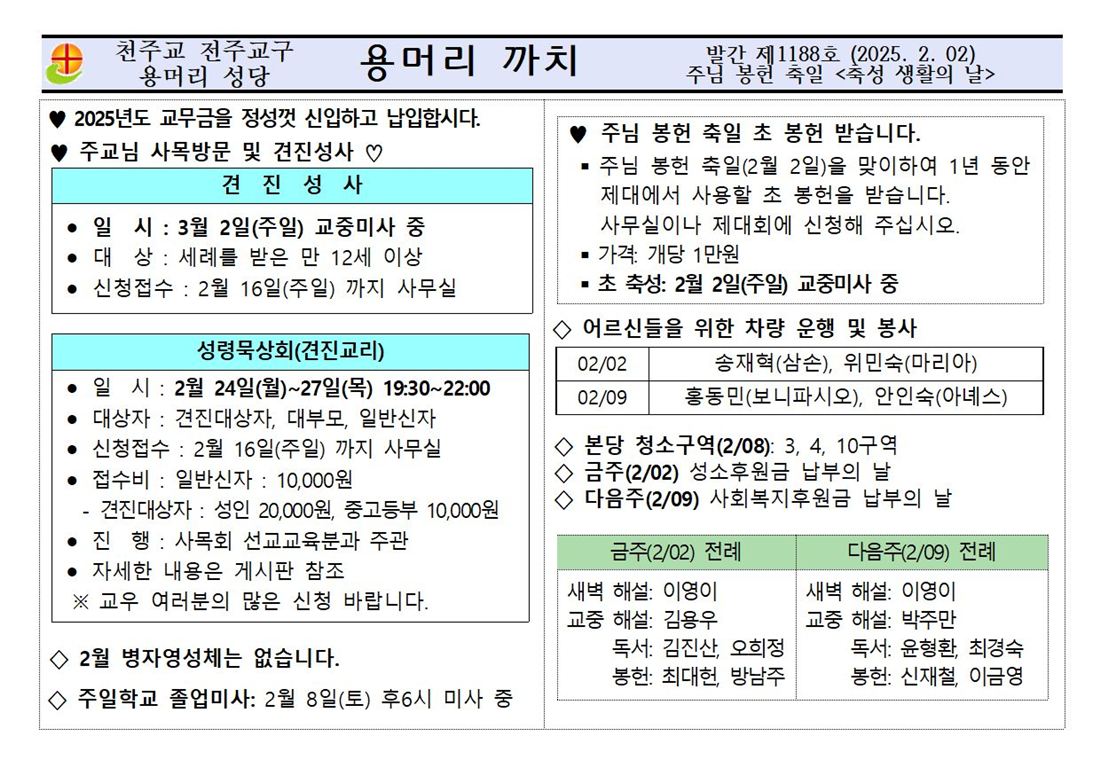 천주교 전주교구
용머리 성당
용머리 까치
발간 제1188호 (2025. 2. 02)
주님 봉헌 축일 <축성 생활의 날>
♥ 2025년도 교무금을 정성껏 신입하고 납입합시다.
♥ 주교님 사목방문 및 견진성사 ♡
견 진 성 사
● 일 시 : 3월 2일(주일) 교중미사 중
● 대 상 : 세례를 받은 만 12세 이상
● 신청접수 : 2월 16일(주일) 까지 사무실
성령묵상회(견진교리)
● 일 시 : 2월 24일(월)~27일(목) 19:30~22:00
● 대상자 : 견진대상자, 대부모, 일반신자
● 신청접수 : 2월 16일(주일) 까지 사무실
● 접수비 : 일반신자 : 10,000원
- 견진대상자 : 성인 20,000원, 중고등부 10,000원
● 진 행 : 사목회 선교교육분과 주관
● 자세한 내용은 게시판 참조
※ 교우 여러분의 많은 신청 바랍니다.
◇ 2월 병자영성체는 없습니다.
◇ 주일학교 졸업미사: 2월 8일(토) 후6시 미사 중
♥ 주님 봉헌 축일 초 봉헌 받습니다.
▪ 주님 봉헌 축일(2월 2일)을 맞이하여 1년 동안
제대에서 사용할 초 봉헌을 받습니다.
사무실이나 제대회에 신청해 주십시오.
▪ 가격: 개당 1만원
▪ 초 축성: 2월 2일(주일) 교중미사 중
◇ 어르신들을 위한 차량 운행 및 봉사
02/02 송재혁(삼손), 위민숙(마리아)
02/09 홍동민(보니파시오), 안인숙(아녜스)
◇ 본당 청소구역(2/08): 3, 4, 10구역
◇ 금주(2/02) 성소후원금 납부의 날
◇ 다음주(2/09) 사회복지후원금 납부의 날
금주(2/02) 전례
새벽 해설: 이영이
교중 해설: 김용우
독서: 김진산, 오희정
봉헌: 최대헌, 방남주
다음주(2/09) 전례
새벽 해설: 이영이
교중 해설: 박주만
독서: 윤형환, 최경숙
봉헌: 신재철, 이금영